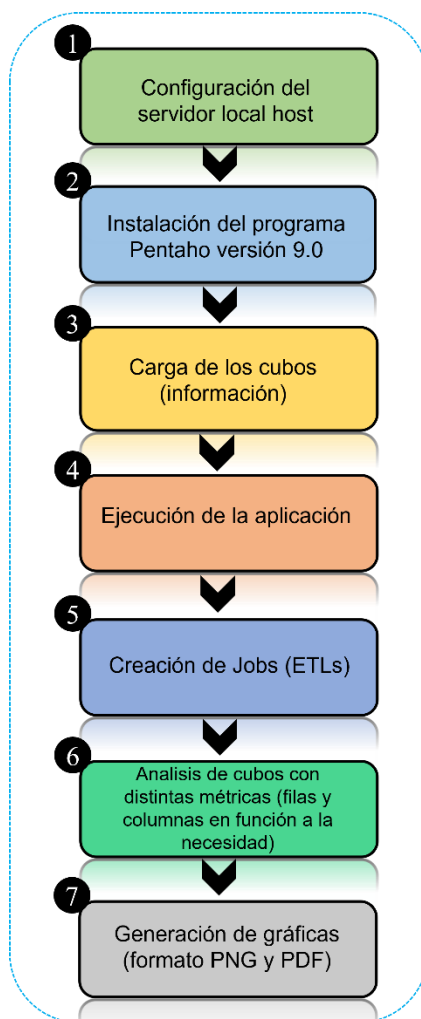 1
Configuración del
servidor local host
2
Instalación del programa
Pentaho versión 9.0
3
Carga de los cubos
(información)
4
Ejecución de la aplicación
5
Creación de Jobs (ETLs)
6
Analisis de cubos con
distintas métricas (filas y
columnas en función a la
necesidad)
7
Generación de gráficas
(formato PNG y PDF)